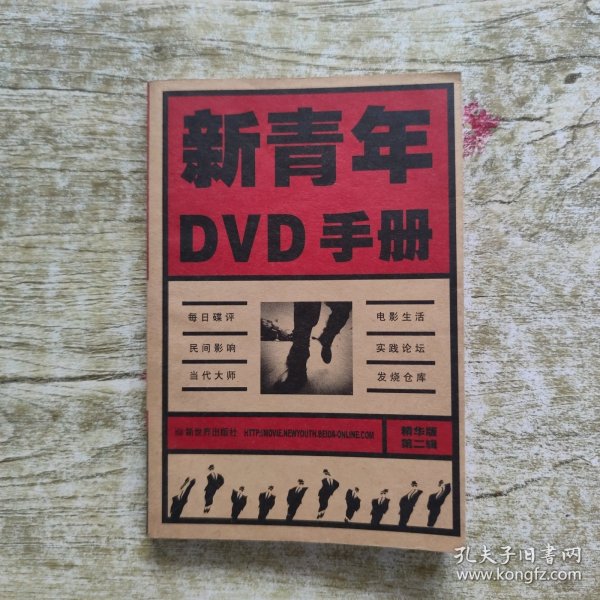 新青年
DVD 手册
每日碟评
民间影响
当代大师
电影生活
实践论坛
发烧仓库
新世界出版社 HTTP://MOVIE.NEWYOUTH.BEIDA-ONLINE.COM
精华版
第二辑
孔夫子旧书网
www.kongfz.com